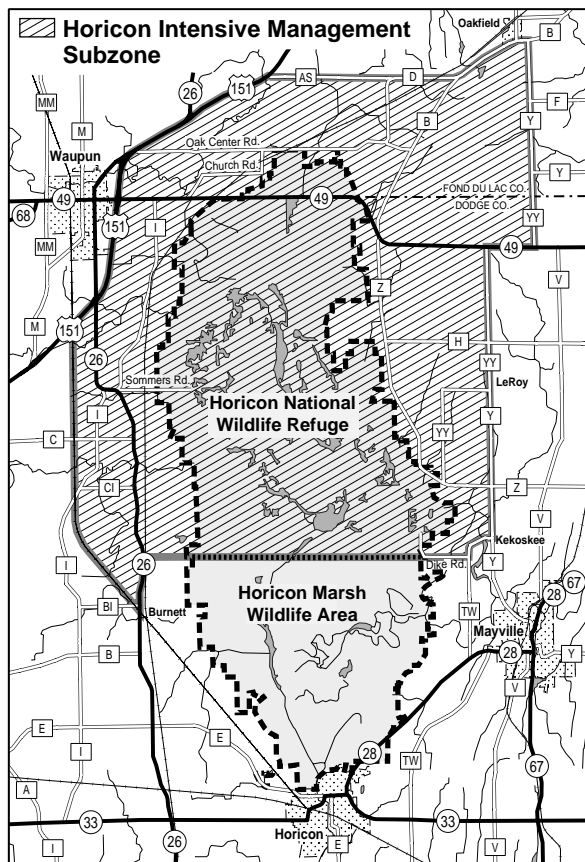 Horicon Intensive Management
Subzone
Oakfield
B
26
151
AS
D
MM
M
B
F
Y
Oak Center Rd.
Waupun
Church Rd.
Y
FOND DU LAC CO.
DODGE CO.
49
49
68
151
I
YY
MM
49
V
Z
M
151
H
26
YY
Sommers Rd.
LeRoy
Horicon National
Wildlife Refuge
I
Y
C
YY
CI
Z
V
Kekoskee
I
26
Dike Rd.
Y
67
28
BI
Burnett
Horicon Marsh
Wildlife Area
TW
Mayville
B
28
Y
V
E
E
I
28
TW
67
A
33
33
26
Horicon
I
E
V